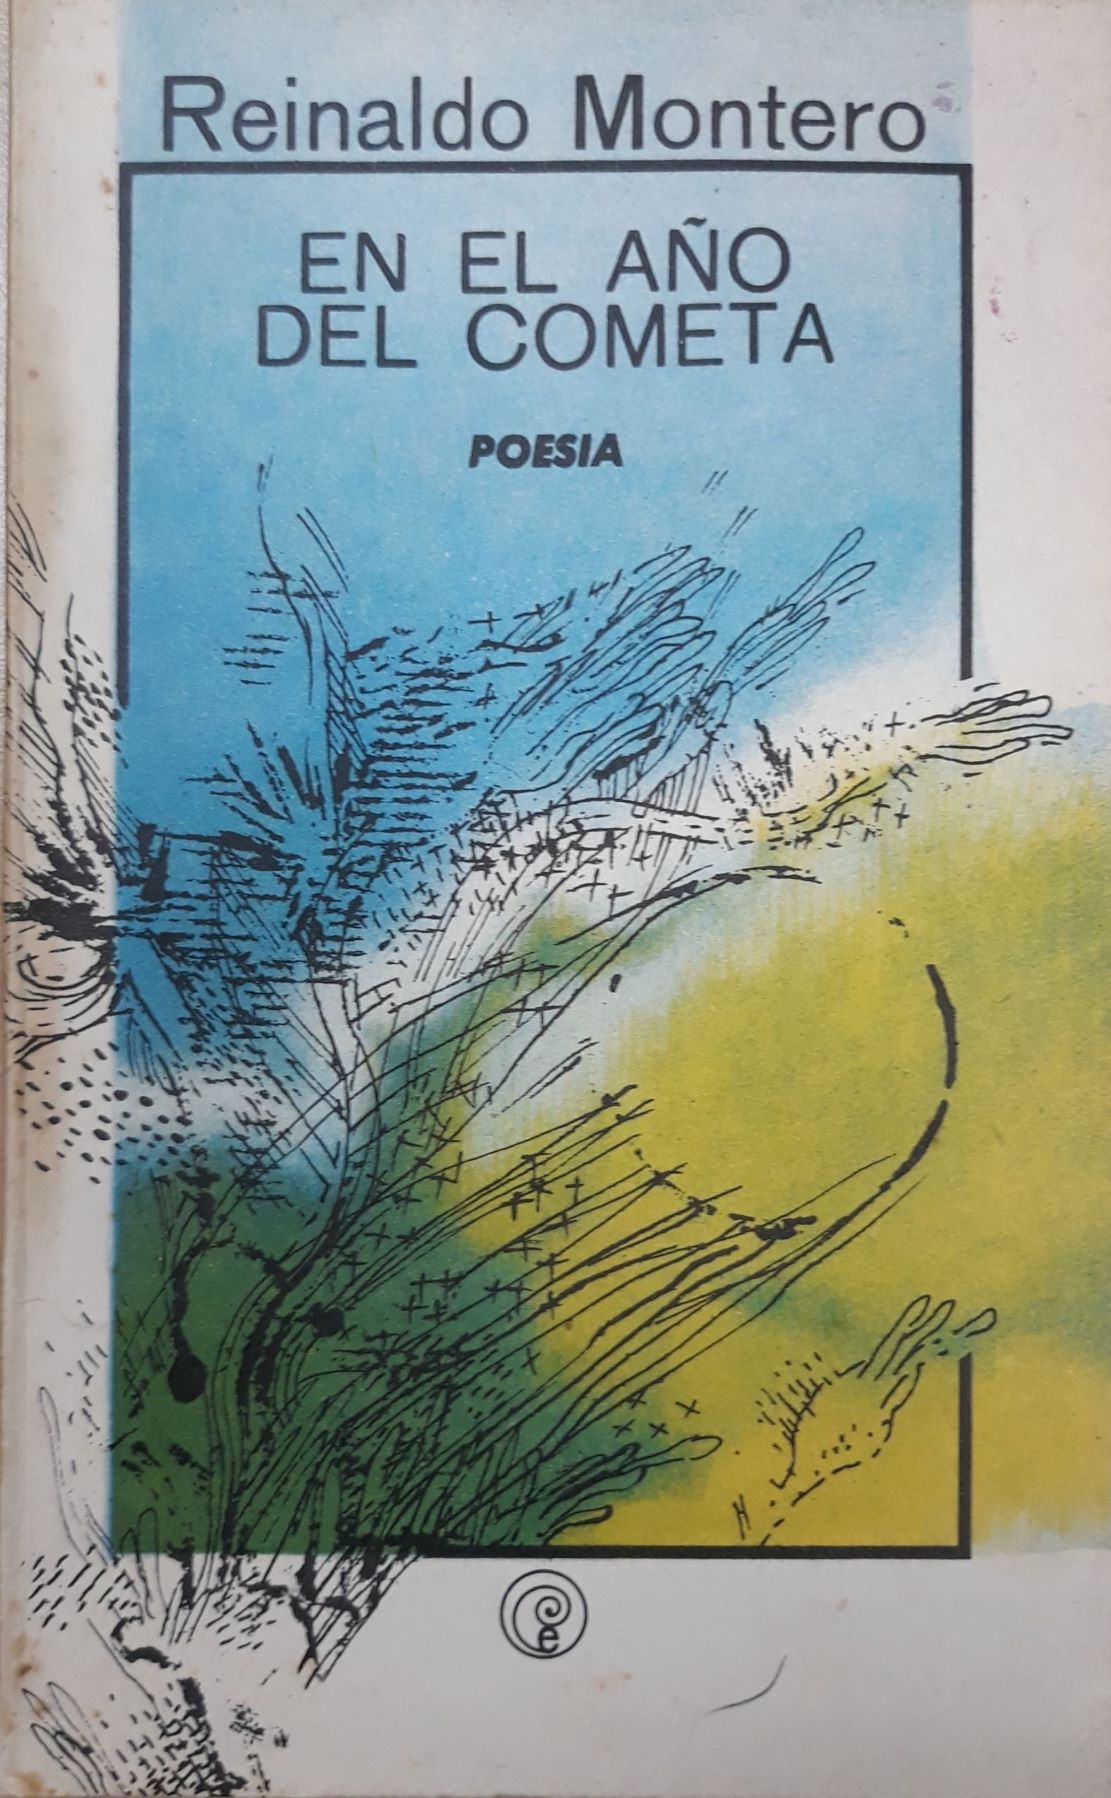 Reinaldo Montero
EN EL AÑO
DEL COMETA
POESIA